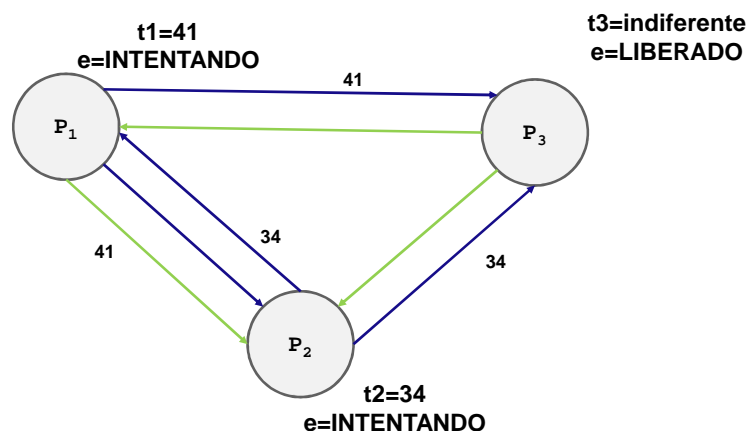 t1=41
e=INTENTANDO
t3=indiferente
e=LIBERADO
41
P1
P3
41
34
34
P2
t2=34
e=INTENTANDO